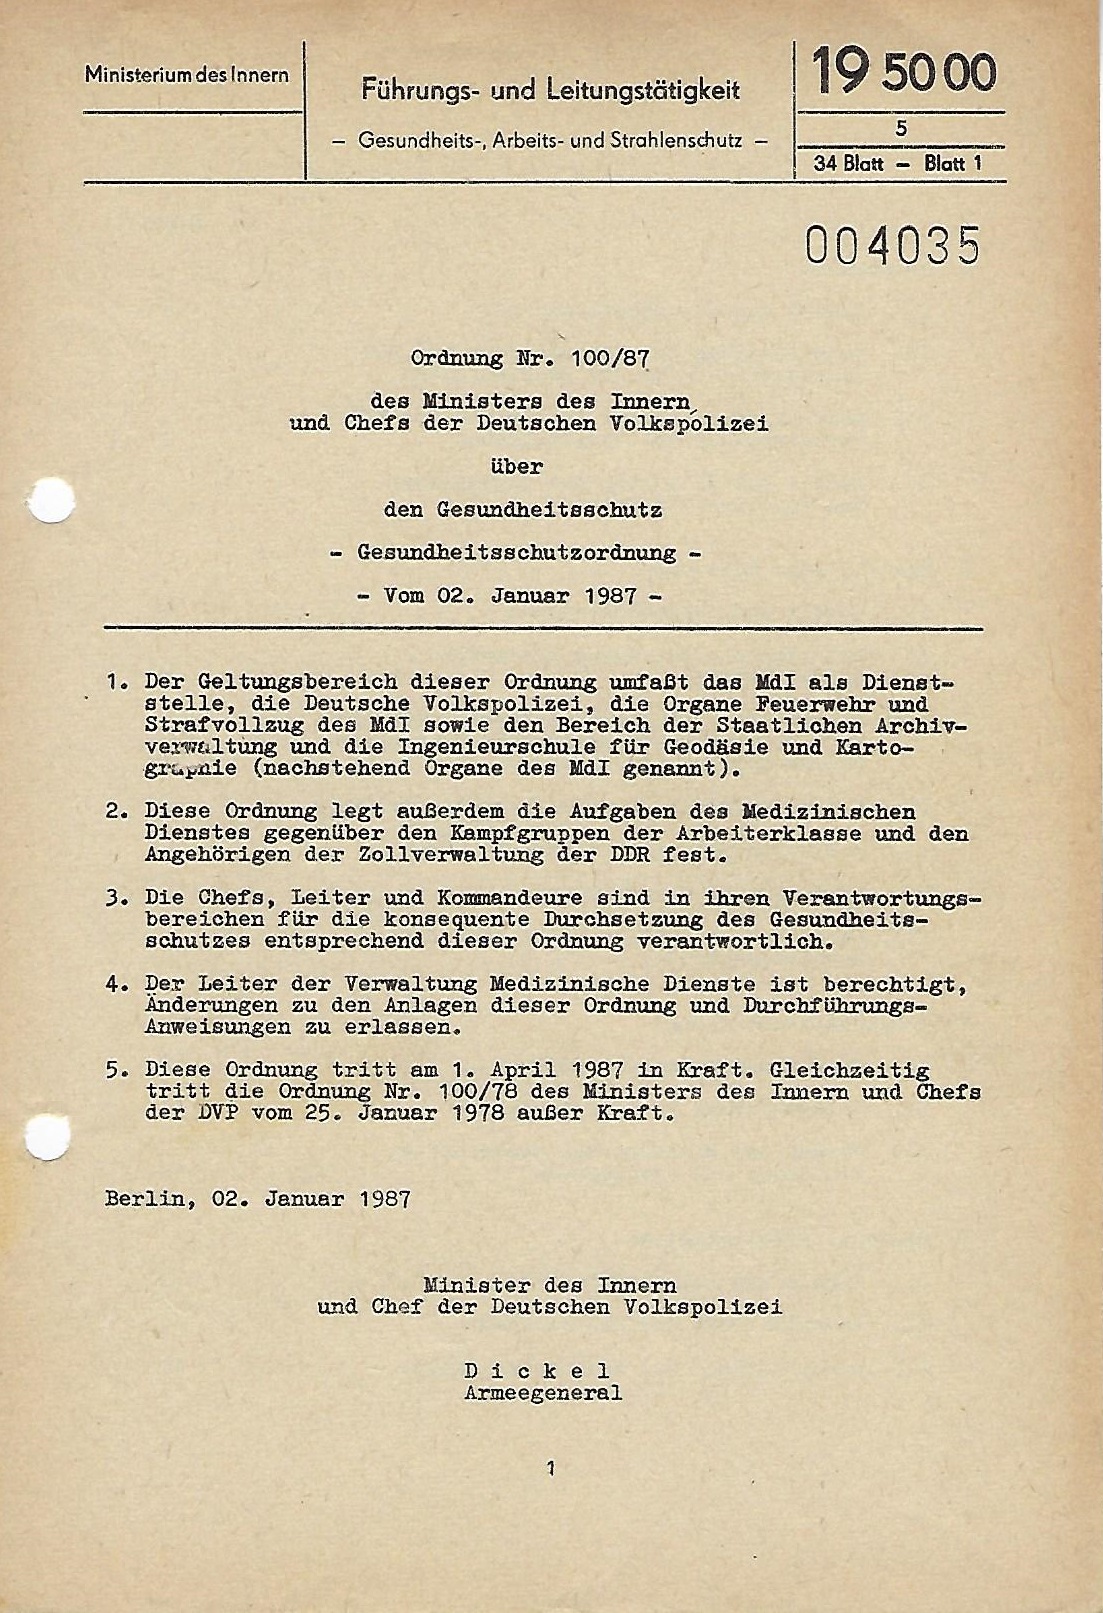 Ministerium des Innern
Führungs- und Leitungstätigkeit
– Gesundheits-, Arbeits- und Strahlenschutz –
19 50 00
5
34 Blatt – Blatt 1
004035
Ordnung Nr. 100/87
des Ministers des Innern
und Chefs der Deutschen Volkspolizei
über
den Gesundheitsschutz
- Gesundheitsschutzordnung -
- Vom 02. Januar 1987 -
1. Der Geltungsbereich dieser Ordnung umfaßt das MdI als Dienst-
stelle, die Deutsche Volkspolizei, die Organe Feuerwehr und
Strafvollzug des MdI sowie den Bereich der Staatlichen Archiv-
verwaltung und die Ingenieurschule für Geodäsie und Karto-
graphie (nachstehend Organe des MdI genannt).
2. Diese Ordnung legt außerdem die Aufgaben des Medizinischen
Dienstes gegenüber den Kampfgruppen der Arbeiterklasse und den
Angehörigen der Zollverwaltung der DDR fest.
3. Die Chefs, Leiter und Kommandeure sind in ihren Verantwortungs-
bereichen für die konsequente Durchsetzung des Gesundheits-
schutzes entsprechend dieser Ordnung verantwortlich.
4. Der Leiter der Verwaltung Medizinische Dienste ist berechtigt,
Änderungen zu den Anlagen dieser Ordnung und Durchführungs-
Anweisungen zu erlassen.
5. Diese Ordnung tritt am 1. April 1987 in Kraft. Gleichzeitig
tritt die Ordnung Nr. 100/78 des Ministers des Innern und Chefs
der DVP vom 25. Januar 1978 außer Kraft.
Berlin, 02. Januar 1987
Minister des Innern
und Chef der Deutschen Volkspolizei
D i c k e l
Armeegeneral
1